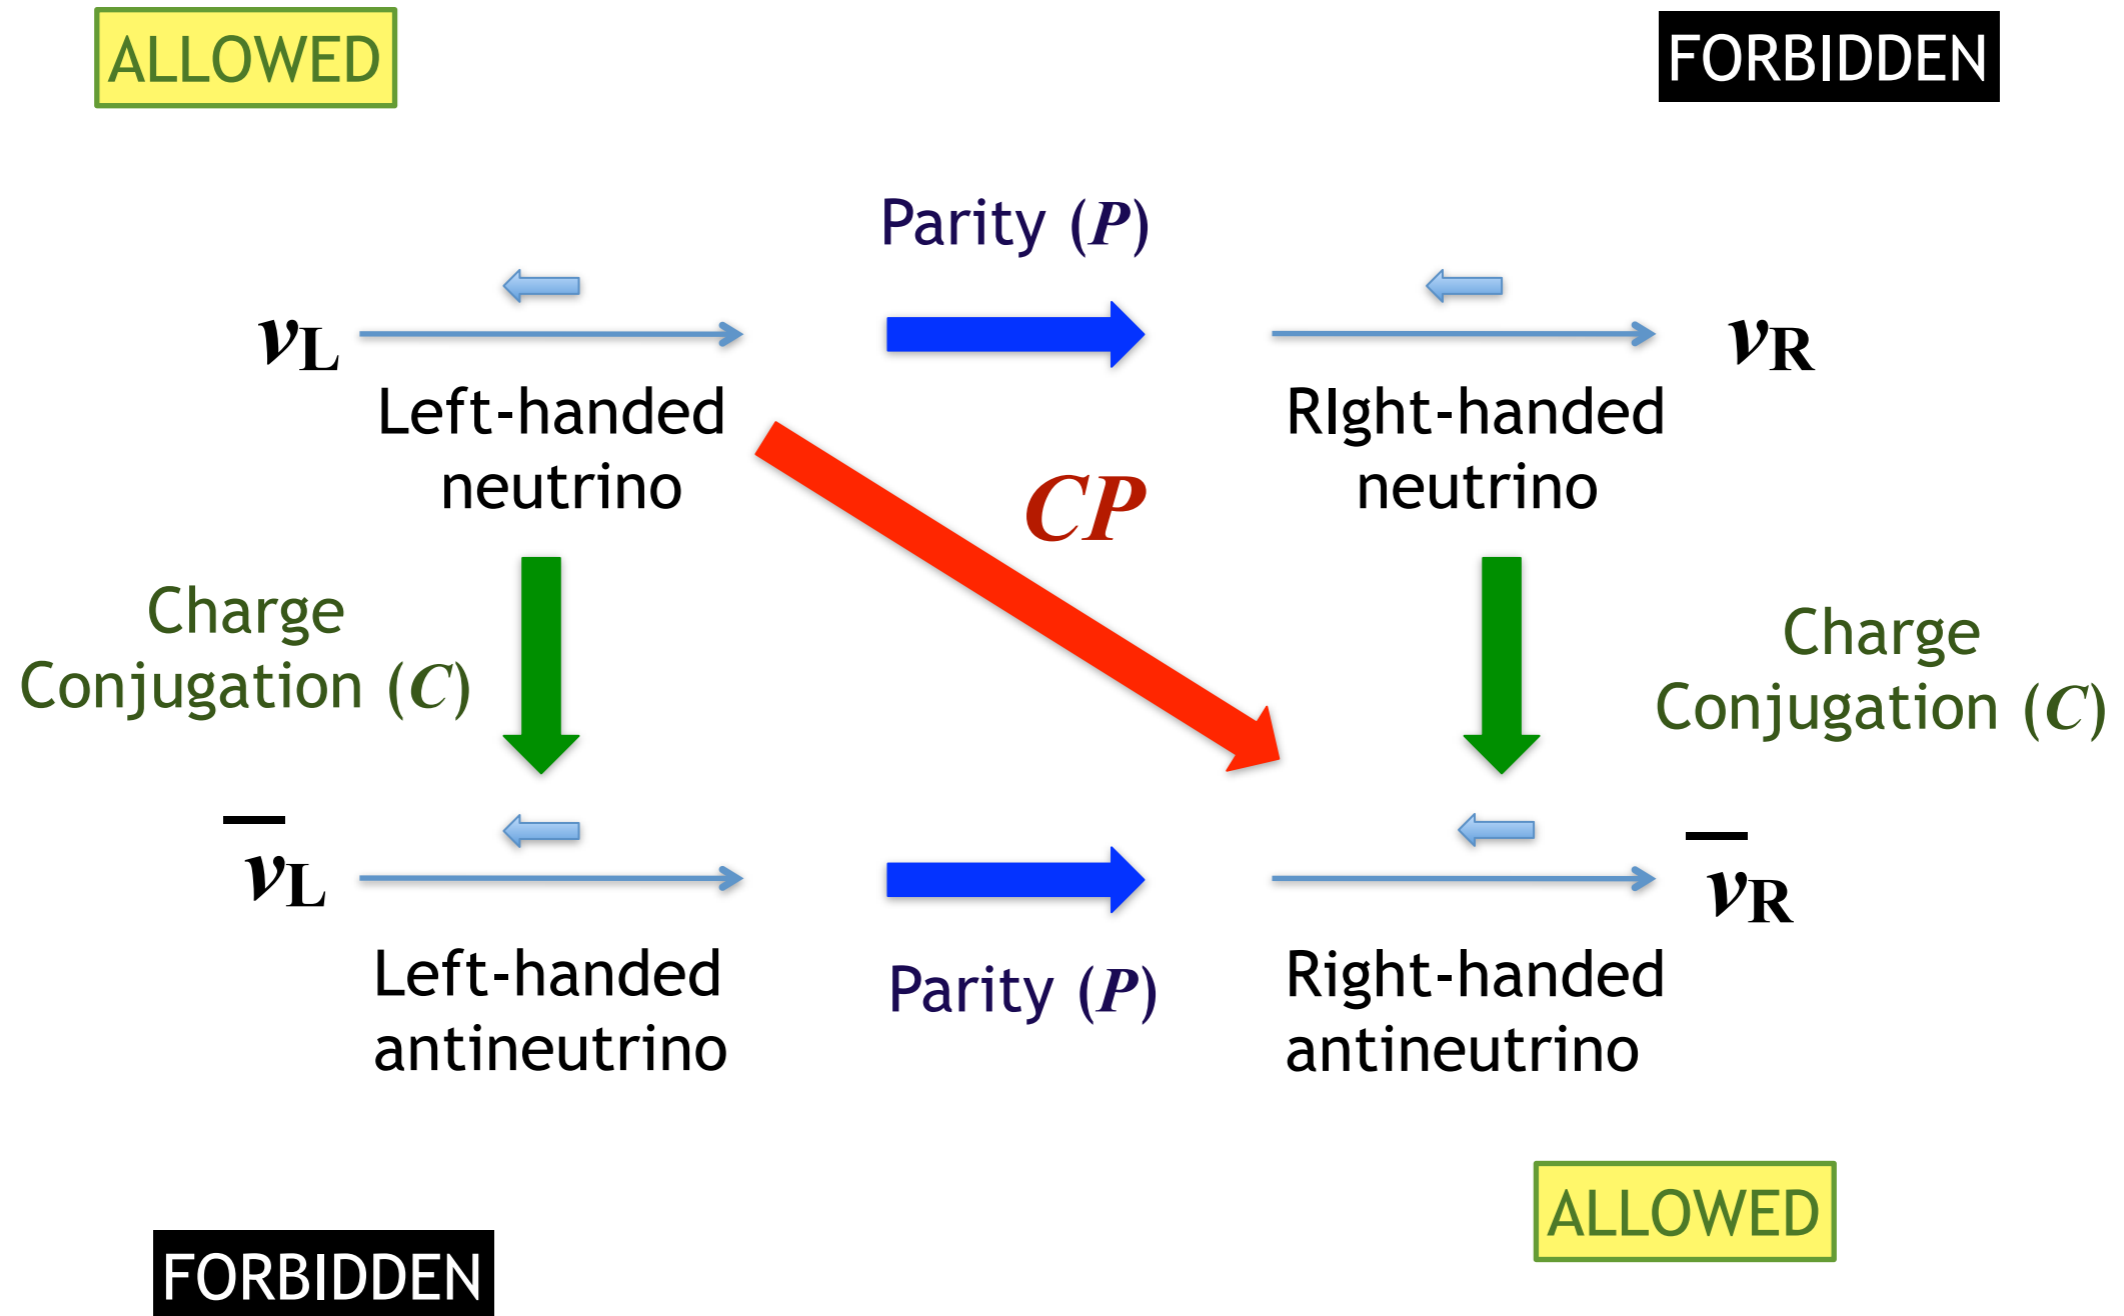 ALLOWED
FORBIDDEN
Parity (P)
νL
νR
Left-handed
neutrino
RIght-handed
neutrino
CP
Charge
Conjugation (C)
Charge
Conjugation (C)
ν̅L
ν̅R
Left-handed
antineutrino
Parity (P)
Right-handed
antineutrino
ALLOWED
FORBIDDEN